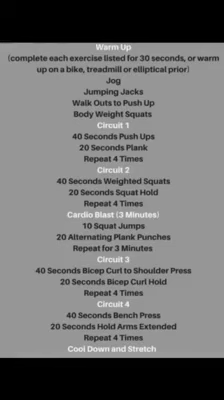 Warm Up
(complete each exercise listed for 30 seconds, or warm
up on a bike, treadmill or elliptical prior)
Jog
Jumping Jacks
Walk Outs to Push Up
Body Weight Squats
Circuit 1
40 Seconds Push Ups
20 Seconds Plank
Repeat 4 Times
Circuit 2
40 Seconds Weighted Squats
20 Seconds Squat Hold
Repeat 4 Times
Cardio Blast (3 Minutes)
10 Squat Jumps
20 Alternating Plank Punches
Repeat for 3 Minutes
Circuit 3
40 Seconds Bicep Curl to Shoulder Press
20 Seconds Bicep Curl Hold
Repeat 4 Times
Circuit 4
40 Seconds Bench Press
20 Seconds Hold Arms Extended
Repeat 4 Times
Cool Down and Stretch